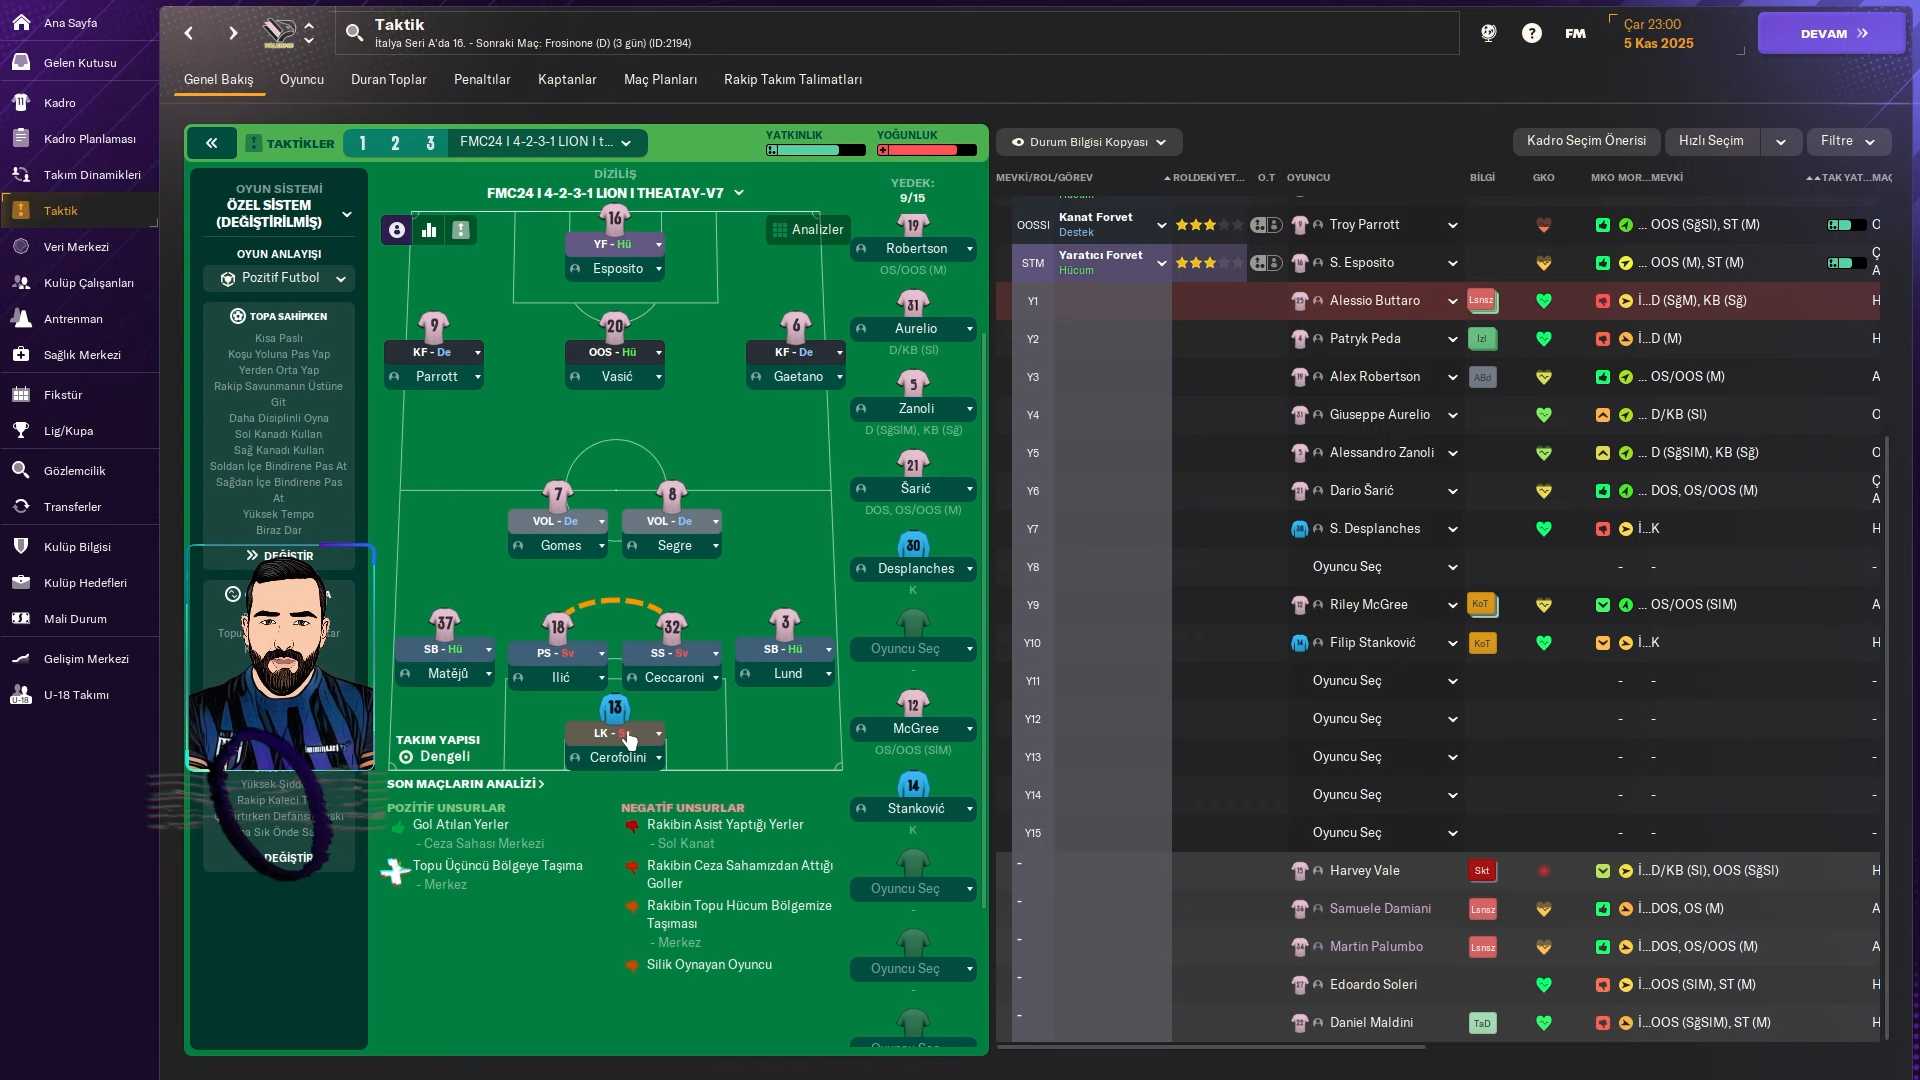 Ana Sayfa
Gelen Kutusu
Kadro
Kadro Planlaması
Takım Dinamikleri
Taktik
Veri Merkezi
Kulüp Çalışanları
Antrenman
Sağlık Merkezi
Fikstür
Lig/Kupa
Gözlemcilik
Transferler
Kulüp Bilgisi
Kulüp Hedefleri
Mali Durum
Gelişim Merkezi
U-18 Takımı
Taktik
İtalya Seri A'da 16. - Sonraki Maç: Frosinone (D) (3 gün) (ID:2194)
FM
Çar 23:00
5 Kas 2025
DEVAM
Genel Bakış Oyuncu Duran Toplar Penaltılar Kaptanlar Maç Planları Rakip Takım Talimatları
TAKTİKLER 1 2 3 FMC24 I 4-2-3-1 LION I t...
YATKINLIK YOĞUNLUK
OYUN SİSTEMİ
ÖZEL SİSTEM
(DEĞİŞTİRİLMİŞ)
OYUN ANLAYIŞI
Pozitif Futbol
TOPA SAHİPKEN
Kısa Paslı
Koşu Yoluna Pas Yap
Yerden Orta Yap
Rakip Savunmanın Üstüne
Git
Daha Disiplinli Oyna
Sol Kanadı Kullan
Sağ Kanadı Kullan
Soldan İçe Bindirene Pas At
Sağdan İçe Bindirene Pas
At
Yüksek Tempo
Biraz Dar
DEĞİŞTİR
Yüksek Şidd
Rakip Kaleci T
DEĞİŞTİR
DİZİLİŞ
FMC24 I 4-2-3-1 LION I THEATAY-V7
Analizler
16
YF - Hü
Esposito
9 20 6
KF - De OOS - Hü KF - De
Parrott Vasić Gaetano
7 8
VOL - De VOL - De
Gomes Segre
37 18 32 3
SB - Hü PS - Sv SS - Sv SB - Hü
Matějů Ilić Ceccaroni Lund
13
LK -
Cerofolini
TAKIM YAPISI
Dengeli
SON MAÇLARIN ANALİZİ
POZİTİF UNSURLAR
Gol Atılan Yerler
- Ceza Sahası Merkezi
Topu Üçüncü Bölgeye Taşıma
- Merkez
NEGATİF UNSURLAR
Rakibin Asist Yaptığı Yerler
- Sol Kanat
Rakibin Ceza Sahamızdan Attığı
Goller
Rakibin Topu Hücum Bölgemize
Taşıması
- Merkez
Silik Oynayan Oyuncu
YEDEK:
9/15
19
Robertson
OS/OOS (M)
31
Aurelio
D/KB (Sl)
5
Zanoli
D (SğSlM), KB (Sğ)
21
Šarić
DOS, OS/OOS (M)
30
Desplanches
K
Oyuncu Seç
-
12
McGree
OS/OOS (SlM)
14
Stanković
K
Oyuncu Seç
-
Oyuncu Seç
-
Durum Bilgisi Kopyası
Kadro Seçim Önerisi Hızlı Seçim Filtre
MEVKİ/ROL/GÖREV ROLDEKİ YET... O.T OYUNCU BİLGİ GKO MKO MOR... MEVKİ TAK YAT...
OOSSl Kanat Forvet Destek Troy Parrott ... OOS (SğSl), ST (M) O
STM Yaratıcı Forvet Hücum S. Esposito ... OOS (M), ST (M) Ç A
Y1 Alessio Buttaro Lsnsz İ...D (SğM), KB (Sğ) H
Y2 Patryk Peda İzl İ...D (M) H
Y3 Alex Robertson ABd ... OS/OOS (M) A
Y4 Giuseppe Aurelio ... D/KB (Sl) O
Y5 Alessandro Zanoli ... D (SğSlM), KB (Sğ) O
Y6 Dario Šarić ... DOS, OS/OOS (M) Ç A
Y7 S. Desplanches İ...K H
Y8 Oyuncu Seç - -
Y9 Riley McGree KoT ... OS/OOS (SlM) A
Y10 Filip Stanković KoT İ...K H
Y11 Oyuncu Seç - - -
Y12 Oyuncu Seç - - -
Y13 Oyuncu Seç - - -
Y14 Oyuncu Seç - - -
Y15 Oyuncu Seç - - -
- Harvey Vale Skt İ...D/KB (Sl), OOS (SğSl) H
- Samuele Damiani Lsnsz İ...DOS, OS (M) A
- Martin Palumbo Lsnsz İ...DOS, OS/OOS (M) A
- Edoardo Soleri İ...OOS (SlM), ST (M) H
- Daniel Maldini TaD İ...OOS (SğSlM), ST (M) H